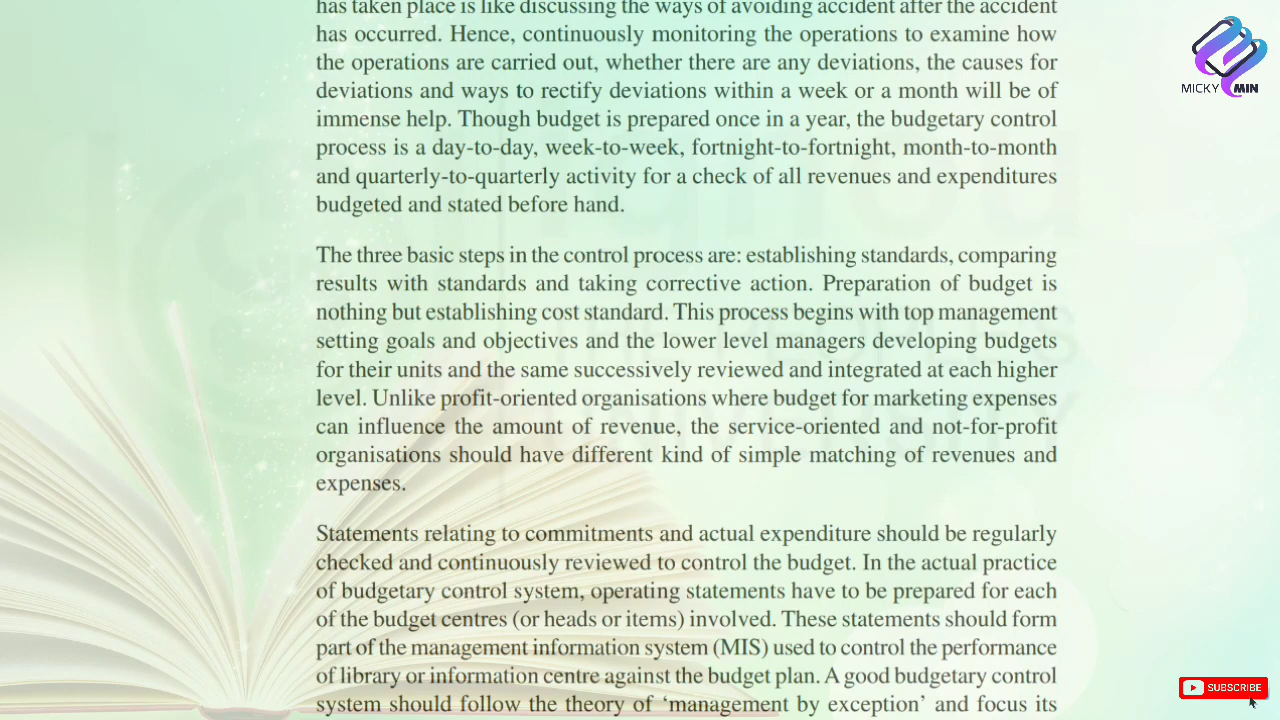 has taken place is like discussing the ways of avoiding accident after the accident
has occurred. Hence, continuously monitoring the operations to examine how
the operations are carried out, whether there are any deviations, the causes for
deviations and ways to rectify deviations within a week or a month will be of
immense help. Though budget is prepared once in a year, the budgetary control
process is a day-to-day, week-to-week, fortnight-to-fortnight, month-to-month
and quarterly-to-quarterly activity for a check of all revenues and expenditures
budgeted and stated before hand.
The three basic steps in the control process are: establishing standards, comparing
results with standards and taking corrective action. Preparation of budget is
nothing but establishing cost standard. This process begins with top management
setting goals and objectives and the lower level managers developing budgets
for their units and the same successively reviewed and integrated at each higher
level. Unlike profit-oriented organisations where budget for marketing expenses
can influence the amount of revenue, the service-oriented and not-for-profit
organisations should have different kind of simple matching of revenues and
expenses.
Statements relating to commitments and actual expenditure should be regularly
checked and continuously reviewed to control the budget. In the actual practice
of budgetary control system, operating statements have to be prepared for each
of the budget centres (or heads or items) involved. These statements should form
part of the management information system (MIS) used to control the performance
of library or information centre against the budget plan. A good budgetary control
system should follow the theory of ‘management by exception’ and focus its
MICKY MIN
SUBSCRIBE